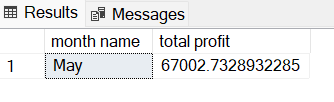 Results Messages
month name total profit
1 May 67002.7328932285